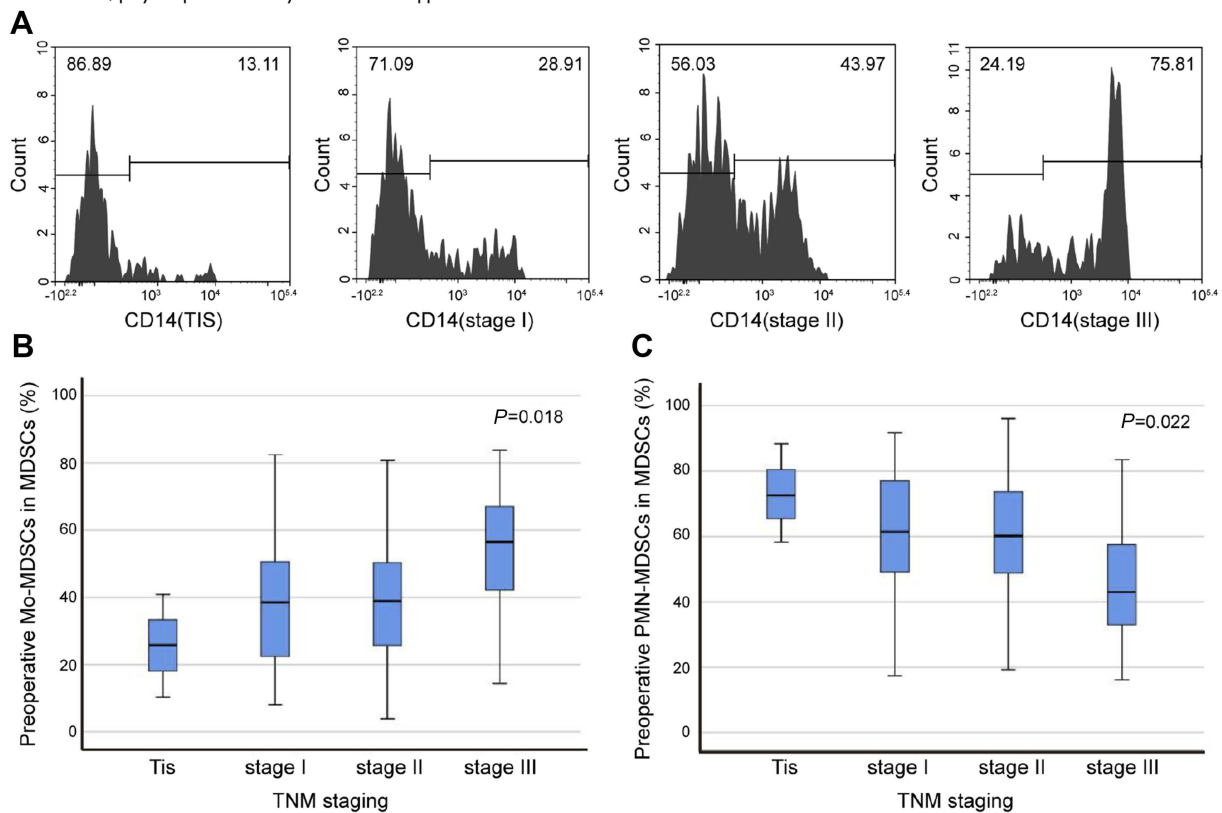 A
86.89 13.11
71.09 28.91
56.03 43.97
24.19 75.81
Count
10
8
6
4
2
0
-10^2.2 10^3 10^4 10^5.4
CD14(TIS)
Count
10
8
6
4
2
0
-10^2.2 10^3 10^4 10^5.4
CD14(stage I)
Count
10
8
6
4
2
0
-10^2.2 10^3 10^4 10^5.4
CD14(stage II)
Count
11
10
8
6
4
2
0
-10^2.2 10^3 10^4 10^5.4
CD14(stage III)
B
Preoperative Mo-MDSCs in MDSCs (%)
100
80
60
40
20
0
P=0.018
Tis stage I stage II stage III
TNM staging
C
Preoperative PMN-MDSCs in MDSCs (%)
100
80
60
40
20
0
P=0.022
Tis stage I stage II stage III
TNM staging